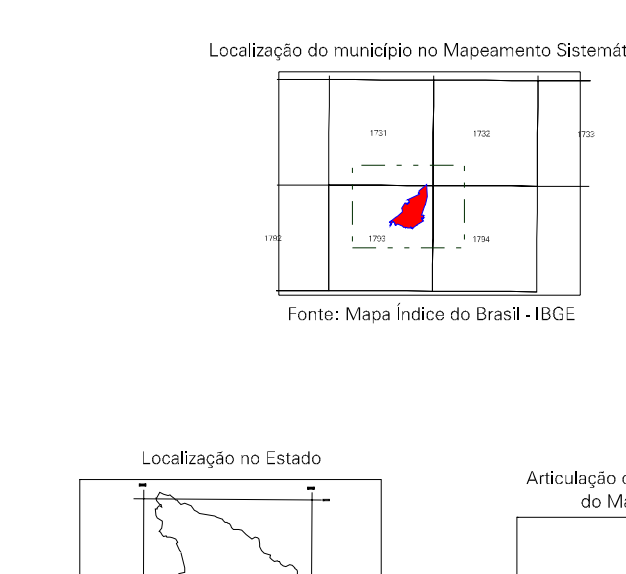 Localização do município no Mapeamento Sistemát
1731
1732
1733
1792
1793
1794
Fonte: Mapa Índice do Brasil - IBGE
Localização no Estado
Articulação
do